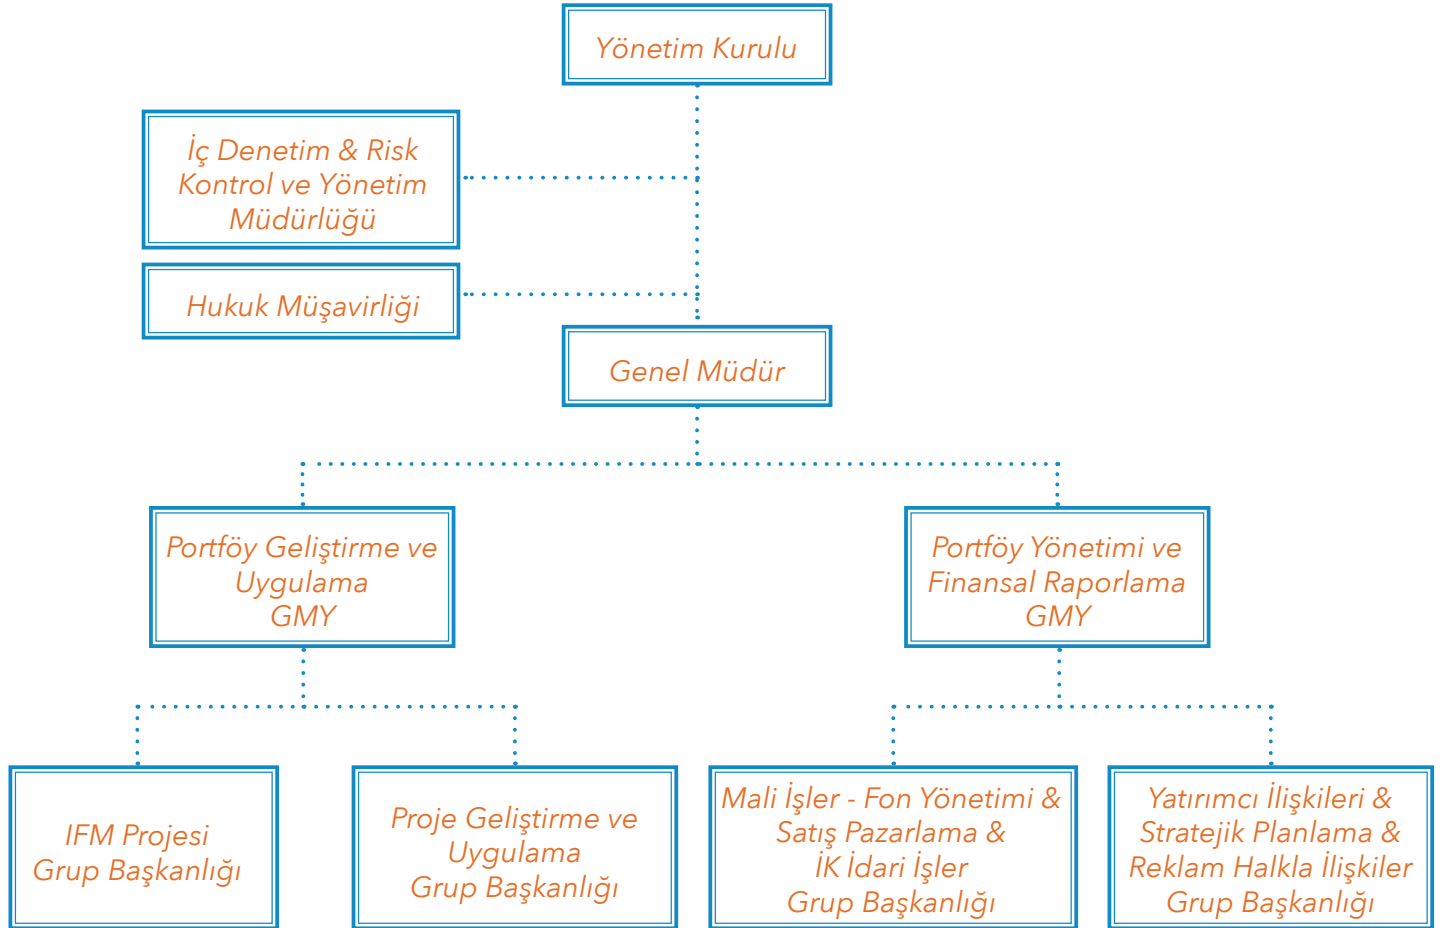 Yönetim Kurulu
İç Denetim & Risk
Kontrol ve Yönetim
Müdürlüğü
Hukuk Müşavirliği
Genel Müdür
Portföy Geliştirme ve
Uygulama
GMY
Portföy Yönetimi ve
Finansal Raporlama
GMY
IFM Projesi
Grup Başkanlığı
Proje Geliştirme ve
Uygulama
Grup Başkanlığı
Mali İşler - Fon Yönetimi &
Satış Pazarlama &
İK İdari İşler
Grup Başkanlığı
Yatırımcı İlişkileri &
Stratejik Planlama &
Reklam Halkla İlişkiler
Grup Başkanlığı